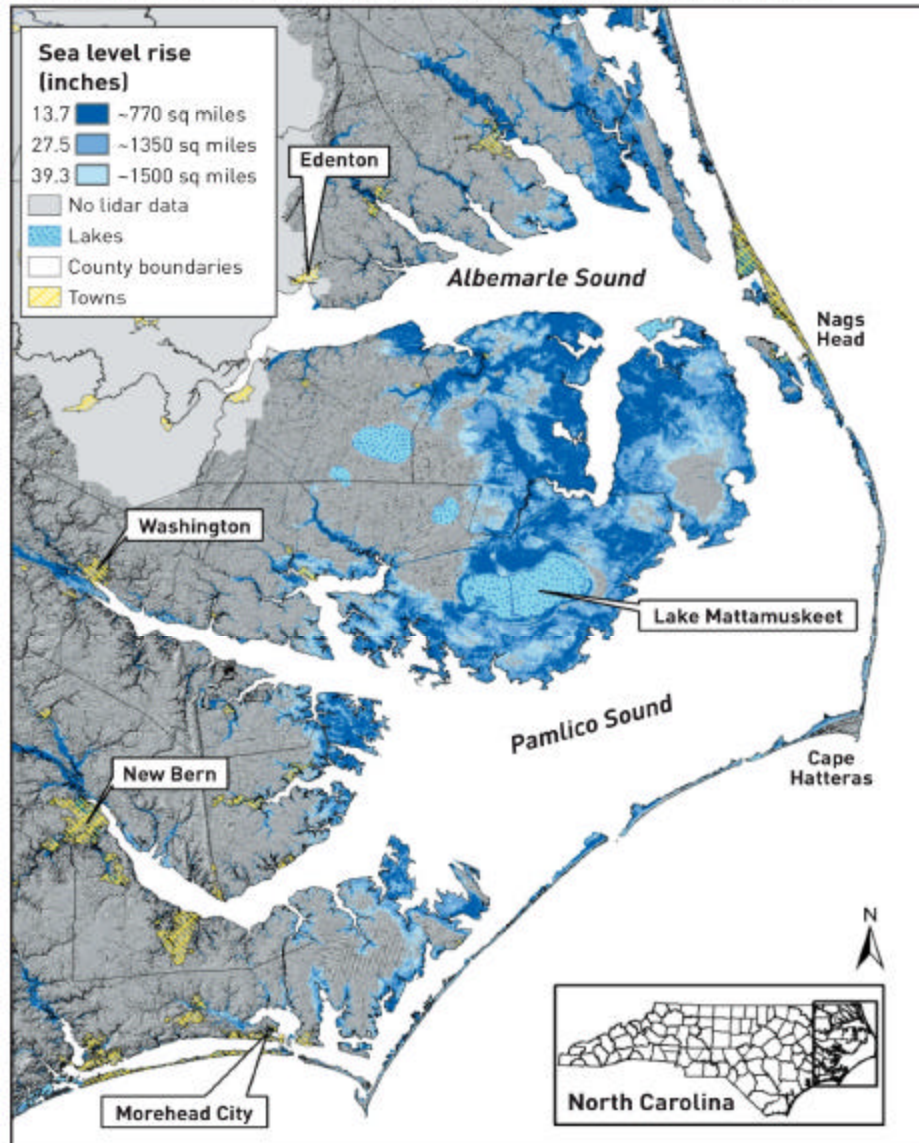 Sea level rise
(inches)
13.7 ~770 sq miles
27.5 ~1350 sq miles
39.3 ~1500 sq miles
No lidar data
Lakes
County boundaries
Towns
Edenton
Albemarle Sound
Nags
Head
Washington
Lake Mattamuskeet
Pamlico Sound
Cape
Hatteras
New Bern
N
Morehead City
North Carolina